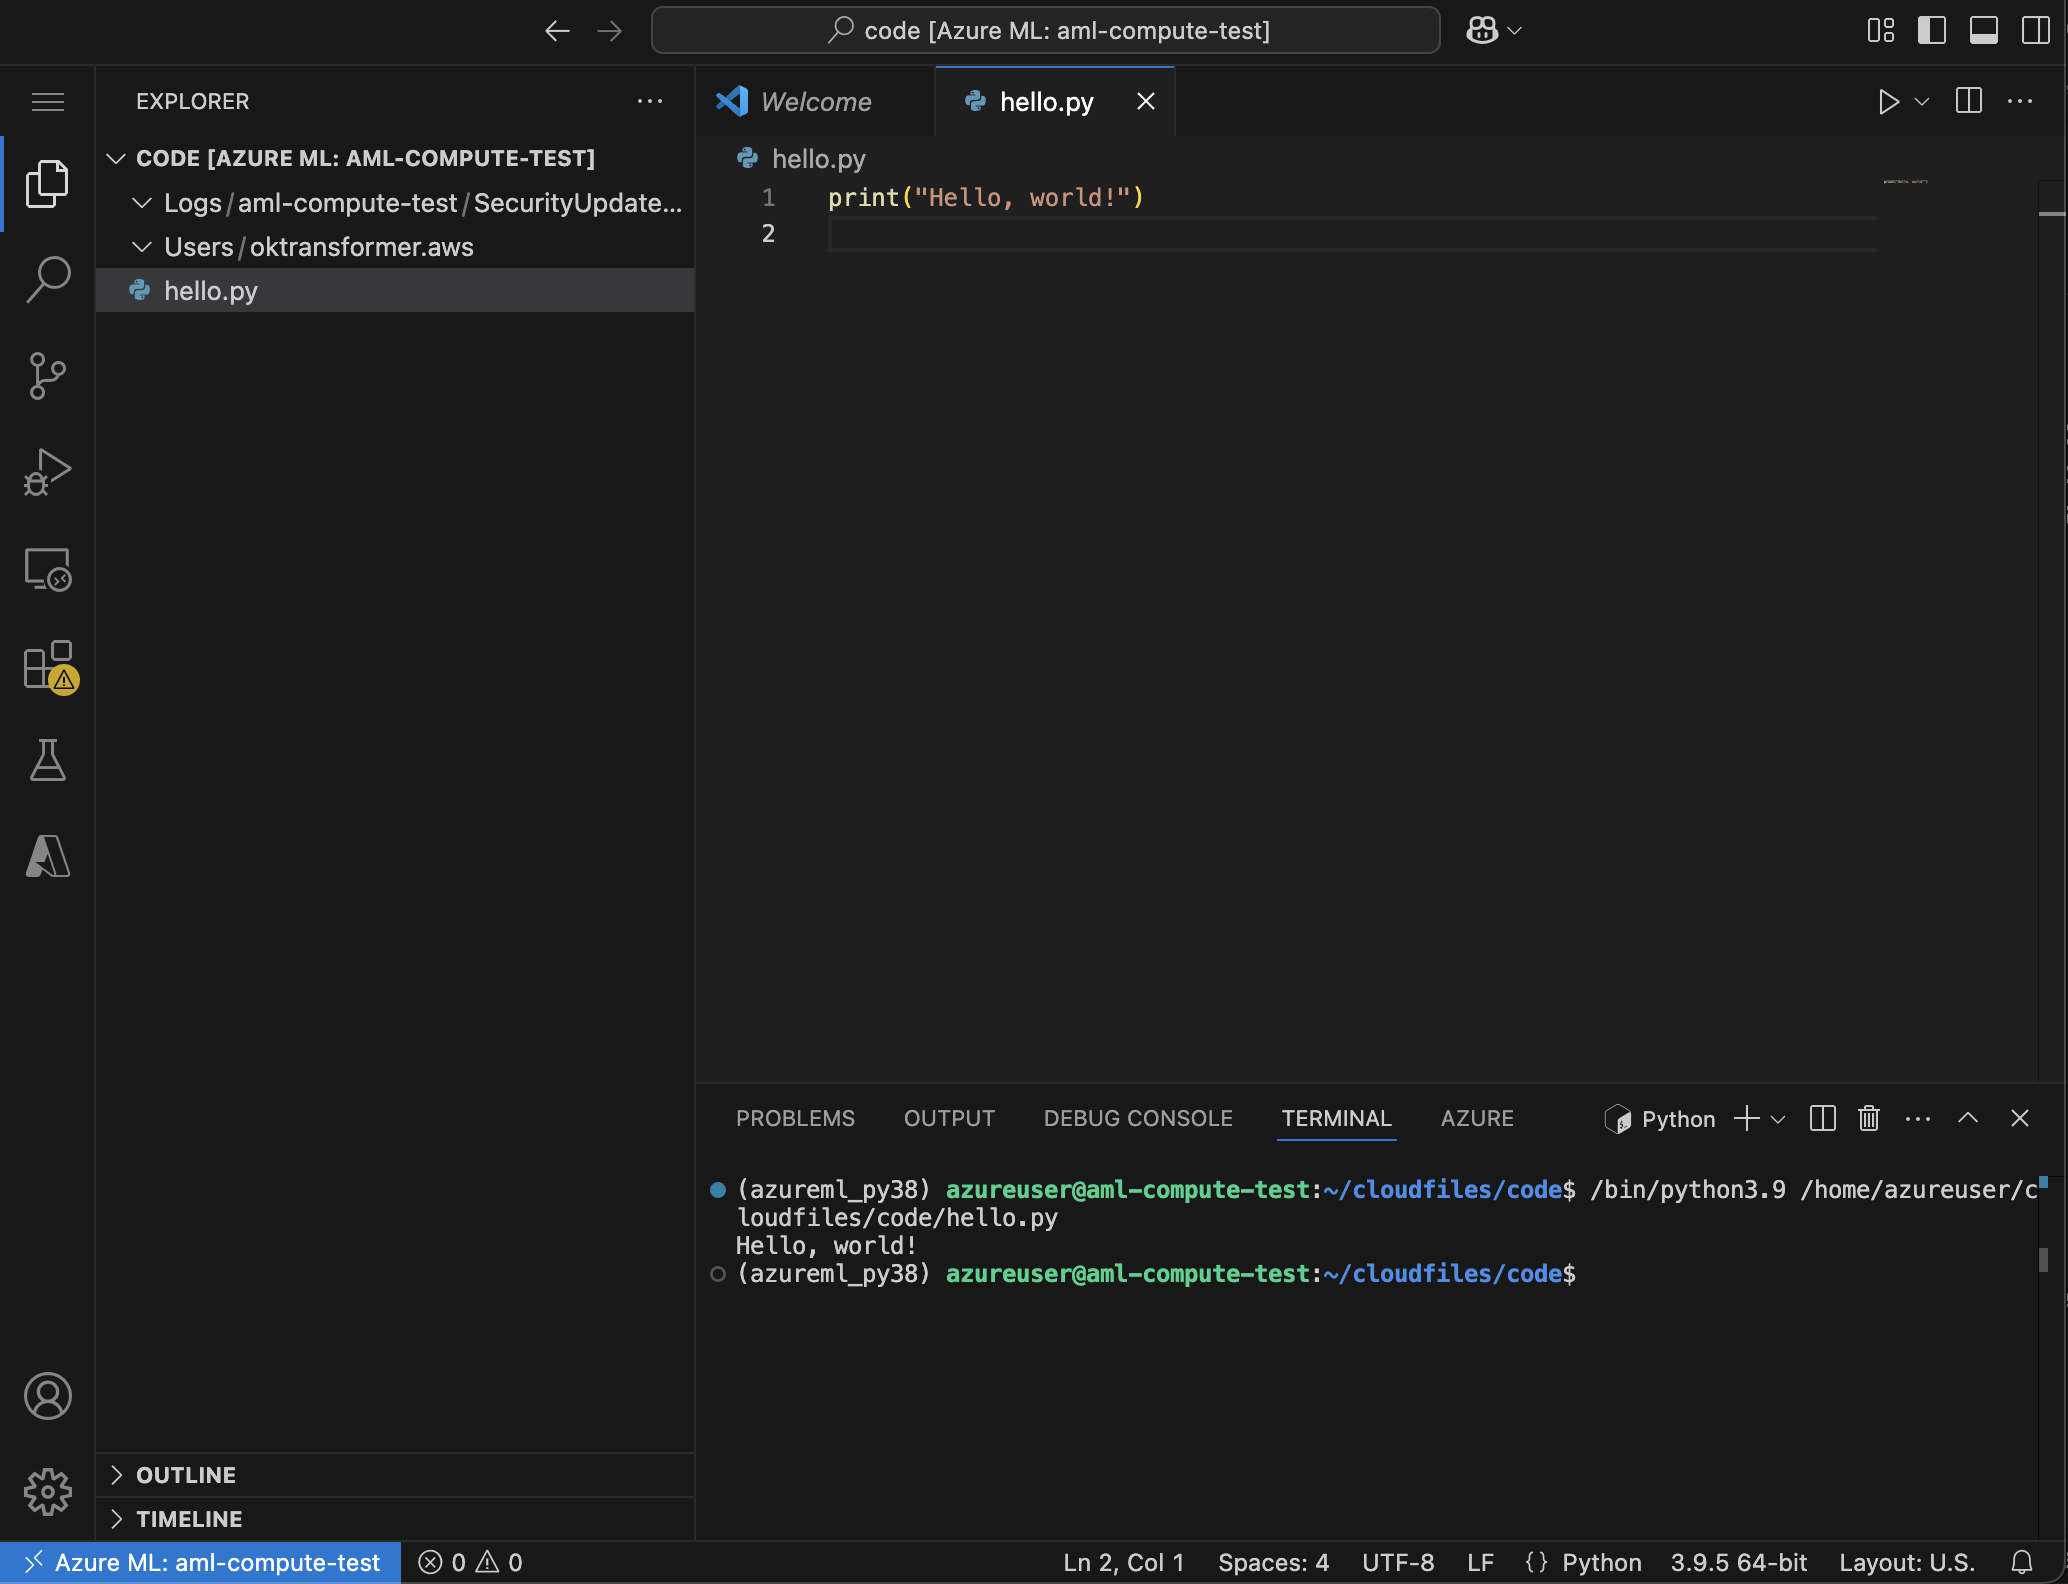 code [Azure ML: aml-compute-test]
EXPLORER
CODE [AZURE ML: AML-COMPUTE-TEST]
Logs/aml-compute-test/SecurityUpdate...
Users/oktransformer.aws
hello.py
Welcome
hello.py
hello.py
1 print("Hello, world!")
2
PROBLEMS OUTPUT DEBUG CONSOLE TERMINAL AZURE Python
(azureml_py38) azureuser@aml-compute-test:~/cloudfiles/code$ /bin/python3.9 /home/azureuser/c
loudfiles/code/hello.py
Hello, world!
(azureml_py38) azureuser@aml-compute-test:~/cloudfiles/code$
OUTLINE
TIMELINE
Azure ML: aml-compute-test 0 0 Ln 2, Col 1 Spaces: 4 UTF-8 LF {} Python 3.9.5 64-bit Layout: U.S.